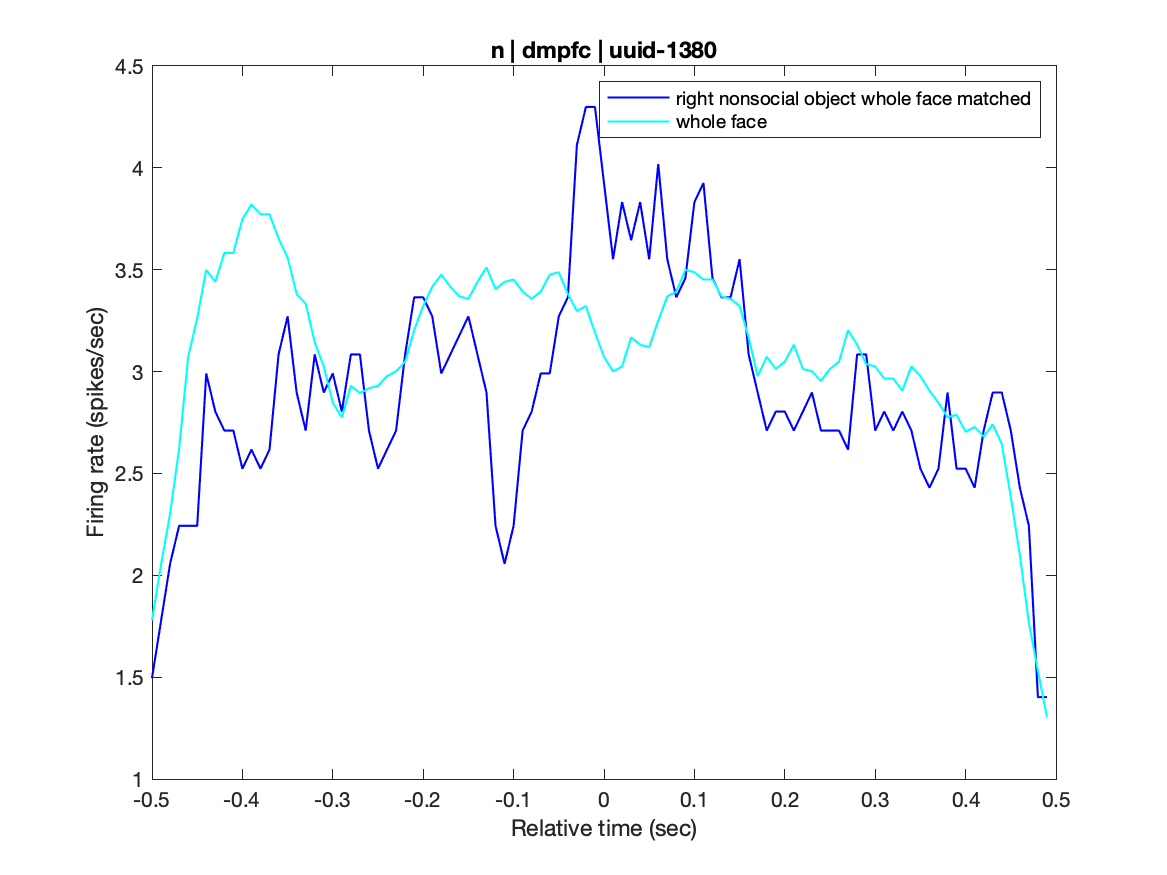 n | dmpfc | uuid-1380
right nonsocial object whole face matched
whole face
4.5
4
3.5
3
2.5
2
1.5
1
Firing rate (spikes/sec)
-0.5 -0.4 -0.3 -0.2 -0.1 0 0.1 0.2 0.3 0.4 0.5
Relative time (sec)